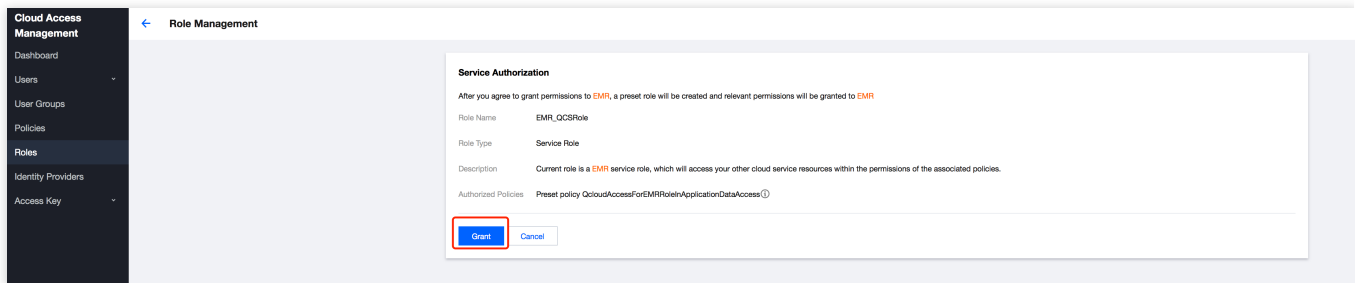 Cloud Access
Management
Dashboard
Users
User Groups
Policies
Roles
Identity Providers
Access Key
Role Management
Service Authorization
After you agree to grant permissions to EMR, a preset role will be created and relevant permissions will be granted to EMR
Role Name EMR_QCSRole
Role Type Service Role
Description Current role is a EMR service role, which will access your other cloud service resources within the permissions of the associated policies.
Authorized Policies Preset policy QcloudAccessForEMRRoleInApplicationDataAccess
Grant Cancel